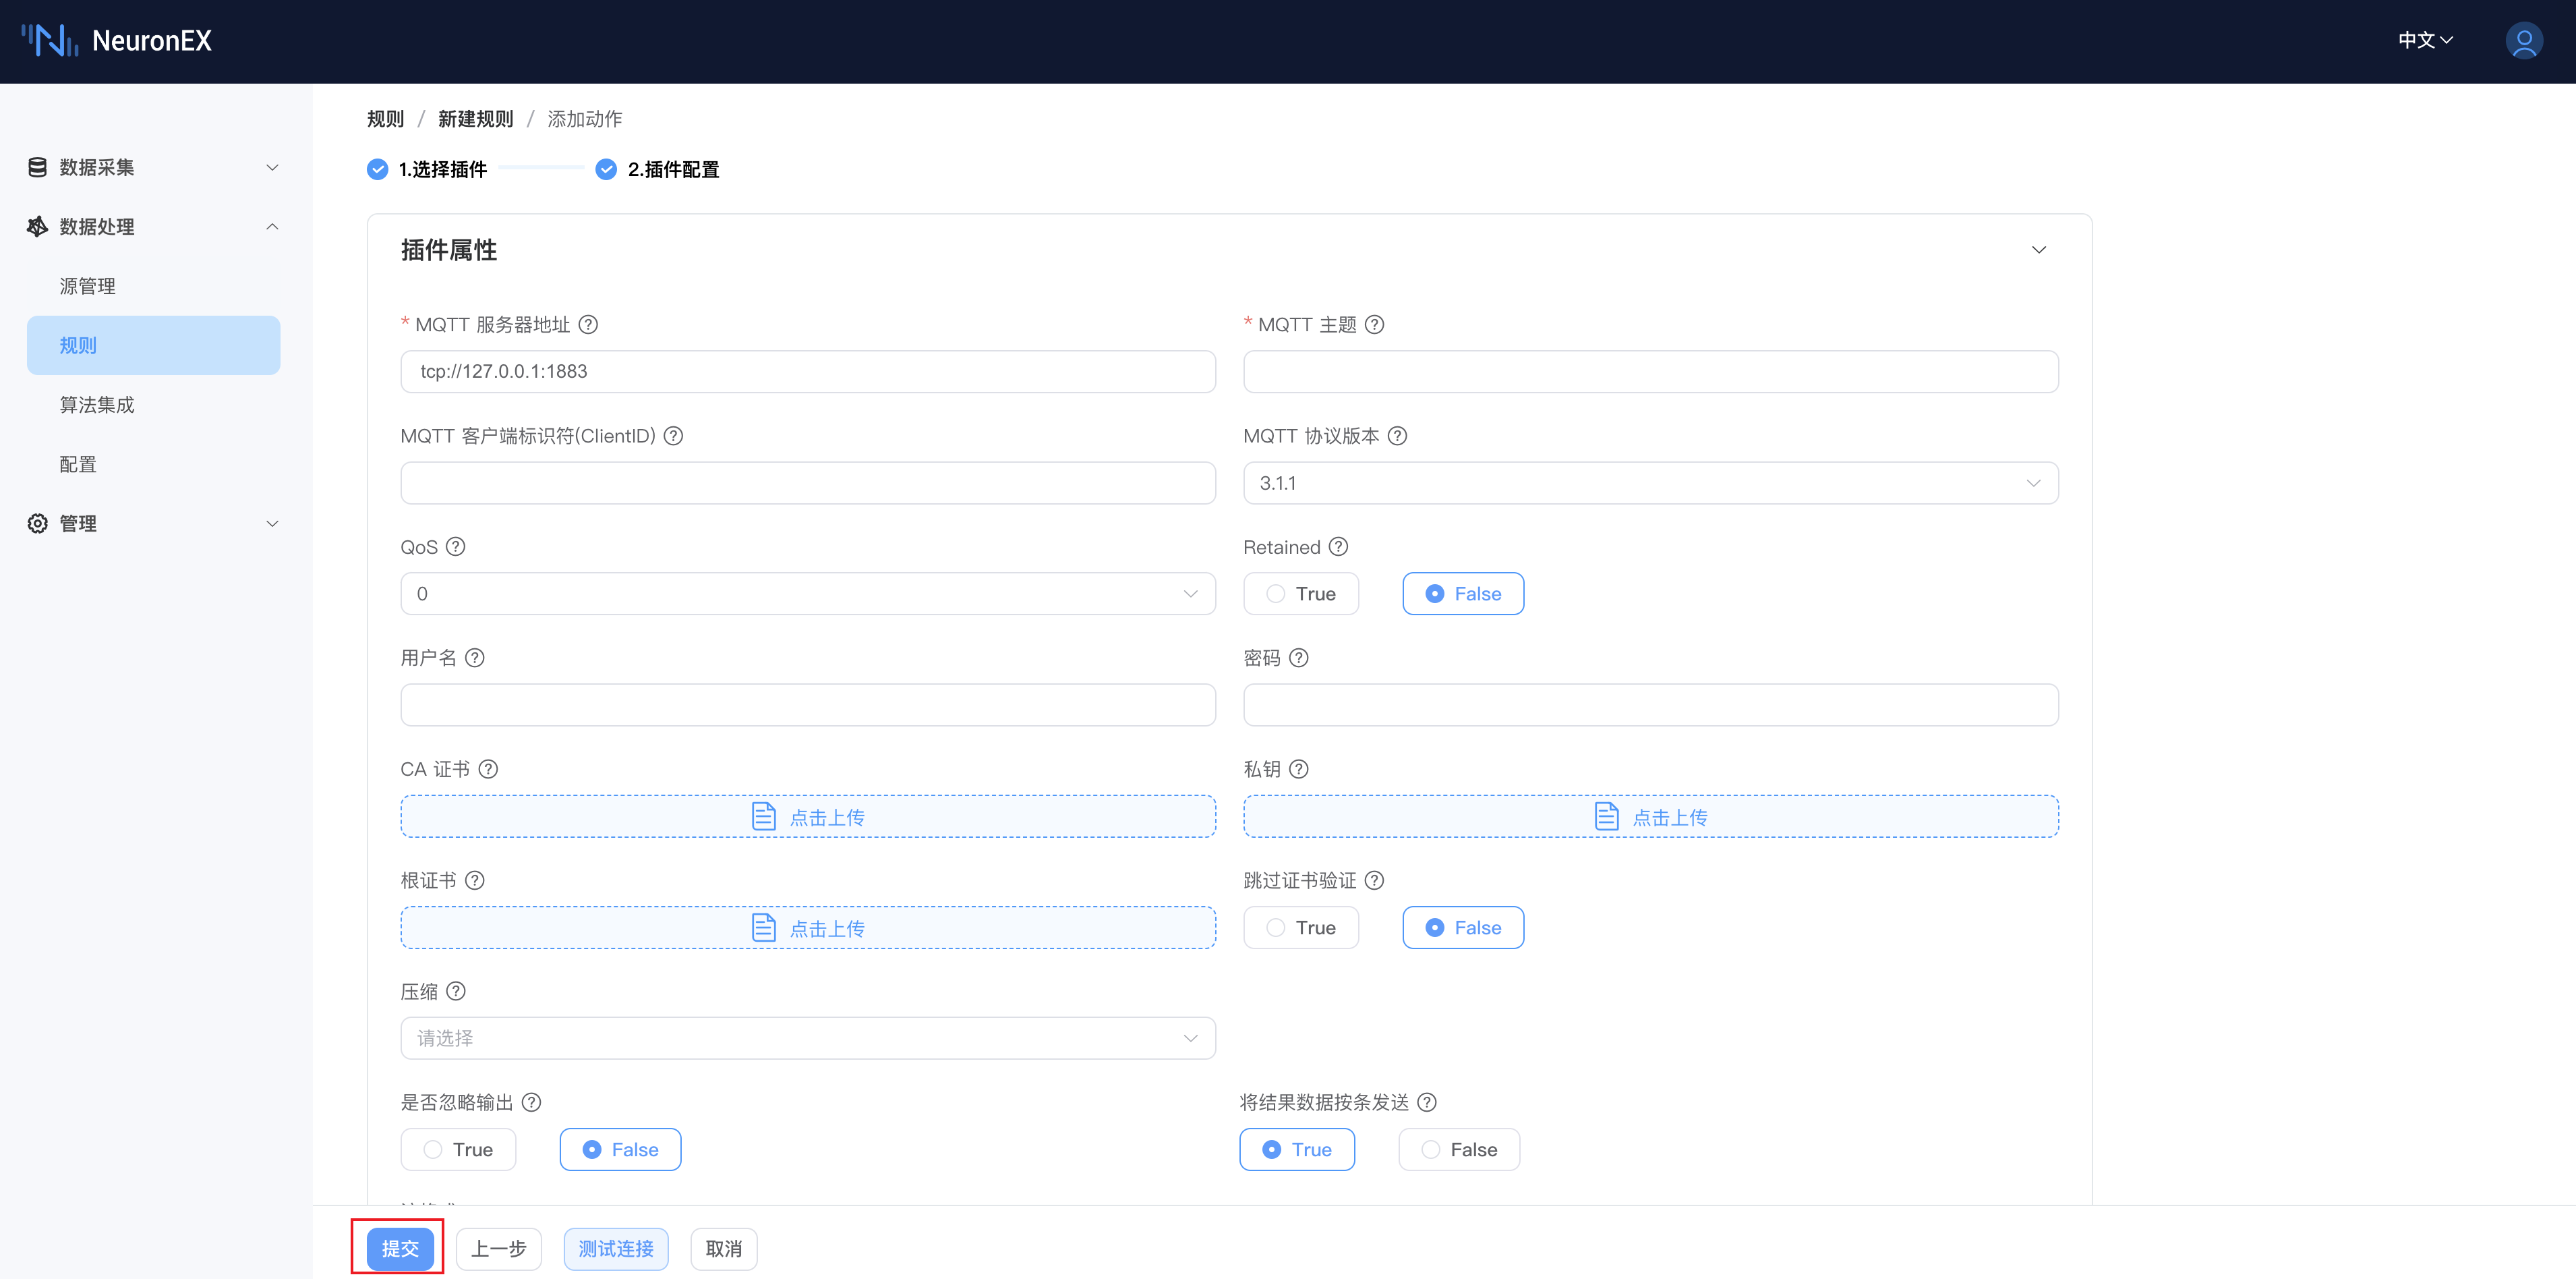 NeuronEX
中文
规则 / 新建规则 / 添加动作
数据采集
数据处理
源管理
规则
算法集成
配置
管理
1.选择插件
2.插件配置
插件属性
* MQTT 服务器地址
* MQTT 主题
tcp://127.0.0.1:1883
MQTT 客户端标识符(ClientID)
MQTT 协议版本
3.1.1
QoS
Retained
0
True
False
用户名
密码
CA 证书
私钥
点击上传
点击上传
根证书
跳过证书验证
点击上传
True
False
压缩
请选择
是否忽略输出
将结果数据按条发送
True
False
True
False
提交
上一步
测试连接
取消